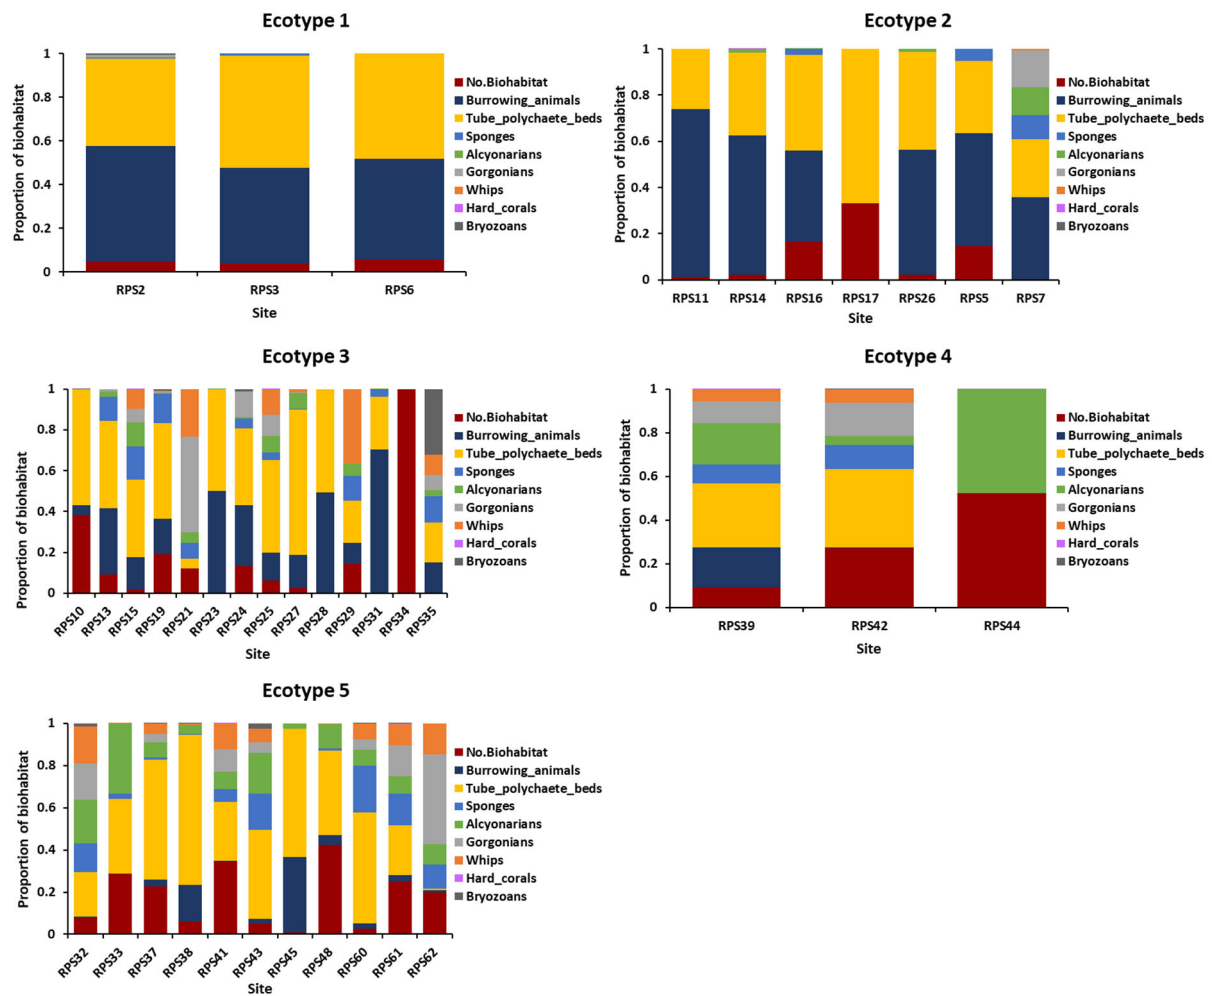 Ecotype 1
Proportion of biohabitat
1
0.8
0.6
0.4
0.2
0
RPS2 RPS3 RPS6
Site
No.Biohabitat
Burrowing_animals
Tube_polychaete_beds
Sponges
Alcyonarians
Gorgonians
Whips
Hard_corals
Bryozoans
Ecotype 2
Proportion of biohabitat
1
0.8
0.6
0.4
0.2
0
RPS11 RPS14 RPS16 RPS17 RPS26 RPS5 RPS7
Site
No.Biohabitat
Burrowing_animals
Tube_polychaete_beds
Sponges
Alcyonarians
Gorgonians
Whips
Hard_corals
Bryozoans
Ecotype 3
Proportion of biohabitat
1
0.8
0.6
0.4
0.2
0
RPS10 RPS13 RPS15 RPS19 RPS21 RPS23 RPS24 RPS25 RPS27 RPS28 RPS29 RPS31 RPS34 RPS35
Site
No.Biohabitat
Burrowing_animals
Tube_polychaete_beds
Sponges
Alcyonarians
Gorgonians
Whips
Hard_corals
Bryozoans
Ecotype 4
Proportion of biohabitat
1
0.8
0.6
0.4
0.2
0
RPS39 RPS42 RPS44
Site
No.Biohabitat
Burrowing_animals
Tube_polychaete_beds
Sponges
Alcyonarians
Gorgonians
Whips
Hard_corals
Bryozoans
Ecotype 5
Proportion of biohabitat
1
0.8
0.6
0.4
0.2
0
RPS32 RPS33 RPS37 RPS38 RPS41 RPS43 RPS45 RPS48 RPS60 RPS61 RPS62
Site
No.Biohabitat
Burrowing_animals
Tube_polychaete_beds
Sponges
Alcyonarians
Gorgonians
Whips
Hard_corals
Bryozoans